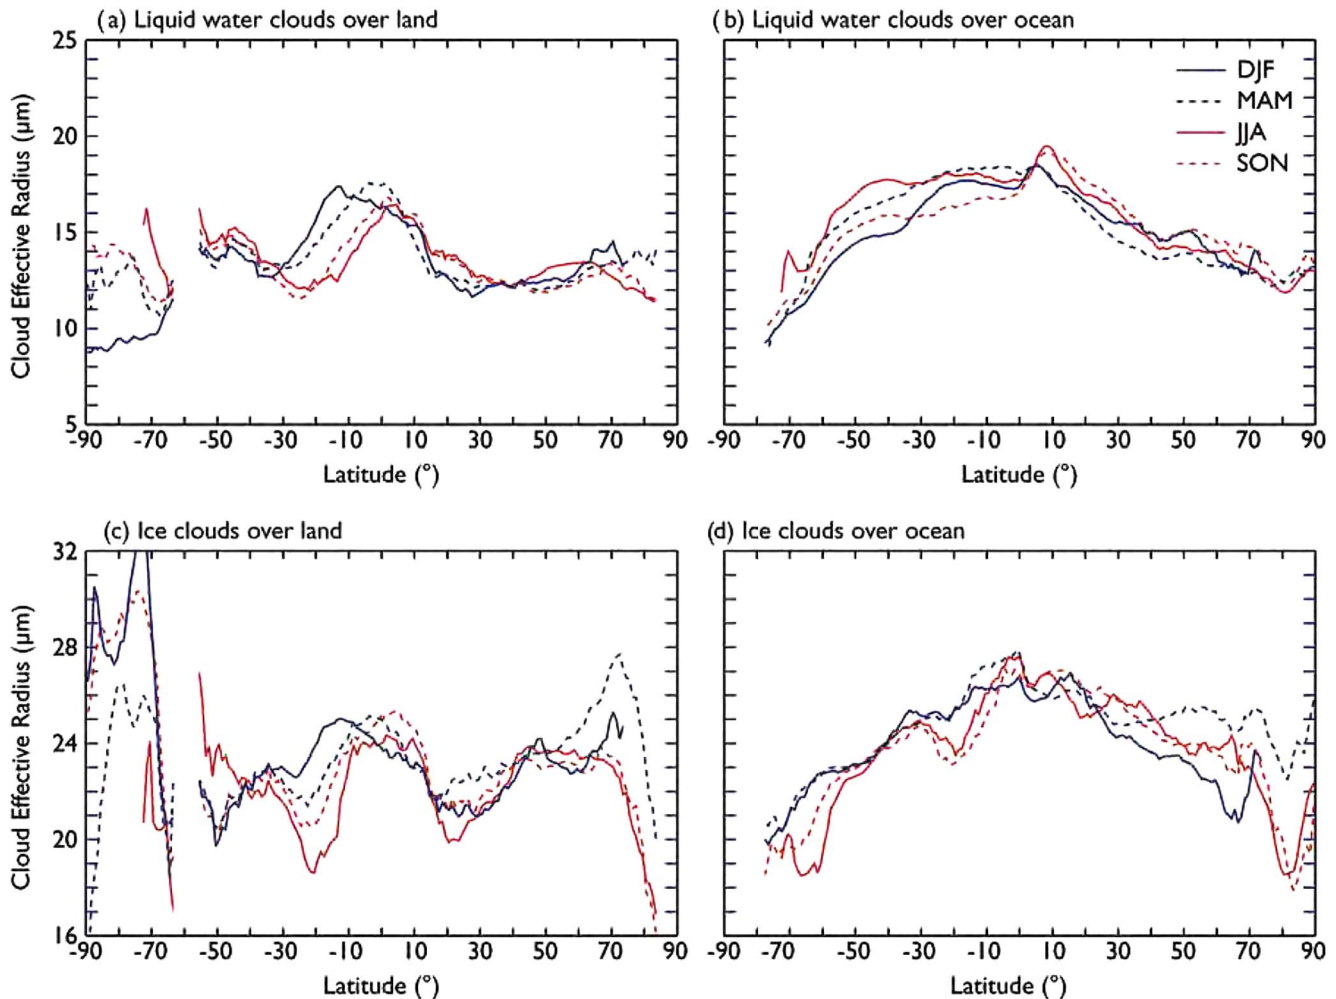 (a) Liquid water clouds over land
(b) Liquid water clouds over ocean
25
20
15
10
5
Cloud Effective Radius (µm)
DJF
MAM
JJA
SON
-90 -70 -50 -30 -10 10 30 50 70 90
-90 -70 -50 -30 -10 10 30 50 70 90
Latitude (°)
Latitude (°)
(c) Ice clouds over land
(d) Ice clouds over ocean
32
28
24
20
16
Cloud Effective Radius (µm)
-90 -70 -50 -30 -10 10 30 50 70 90
-90 -70 -50 -30 -10 10 30 50 70 90
Latitude (°)
Latitude (°)